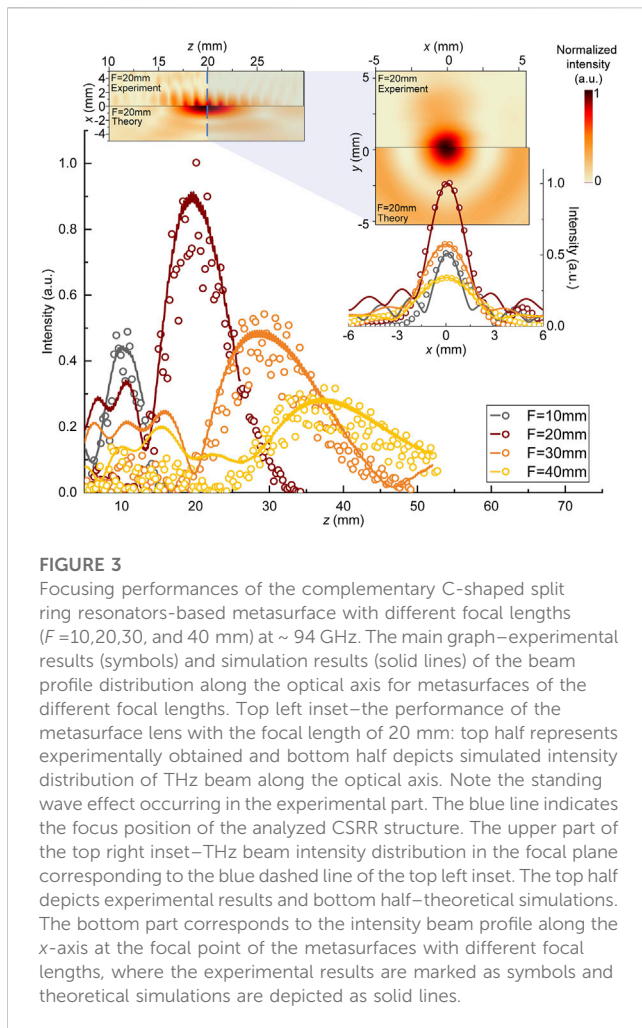 z (mm)
10 15 20 25
x (mm)
4
2
0
-2
-4
F=20mm
Experiment
F=20mm
Theory
x (mm)
-5 0 5
y (mm)
5
0
-5
F=20mm
Experiment
F=20mm
Theory
Normalized
intensity
(a.u.)
1
0
1.0
0.5
0.0
Intensity (a.u.)
-6 -3 0 3 6
x (mm)
Intensity (a.u.)
1.0
0.8
0.6
0.4
0.2
0.0
10 20 30 40 50 60 70
z (mm)
F=10mm
F=20mm
F=30mm
F=40mm
FIGURE 3
Focusing performances of the complementary C-shaped split
ring resonators-based metasurface with different focal lengths
(F =10,20,30, and 40 mm) at ~ 94 GHz. The main graph–experimental
results (symbols) and simulation results (solid lines) of the beam
profile distribution along the optical axis for metasurfaces of the
different focal lengths. Top left inset–the performance of the
metasurface lens with the focal length of 20 mm: top half represents
experimentally obtained and bottom half depicts simulated intensity
distribution of THz beam along the optical axis. Note the standing
wave effect occurring in the experimental part. The blue line indicates
the focus position of the analyzed CSRR structure. The upper part of
the top right inset–THz beam intensity distribution in the focal plane
corresponding to the blue dashed line of the top left inset. The top half
depicts experimental results and bottom half–theoretical simulations.
The bottom part corresponds to the intensity beam profile along the
x-axis at the focal point of the metasurfaces with different focal
lengths, where the experimental results are marked as symbols and
theoretical simulations are depicted as solid lines.